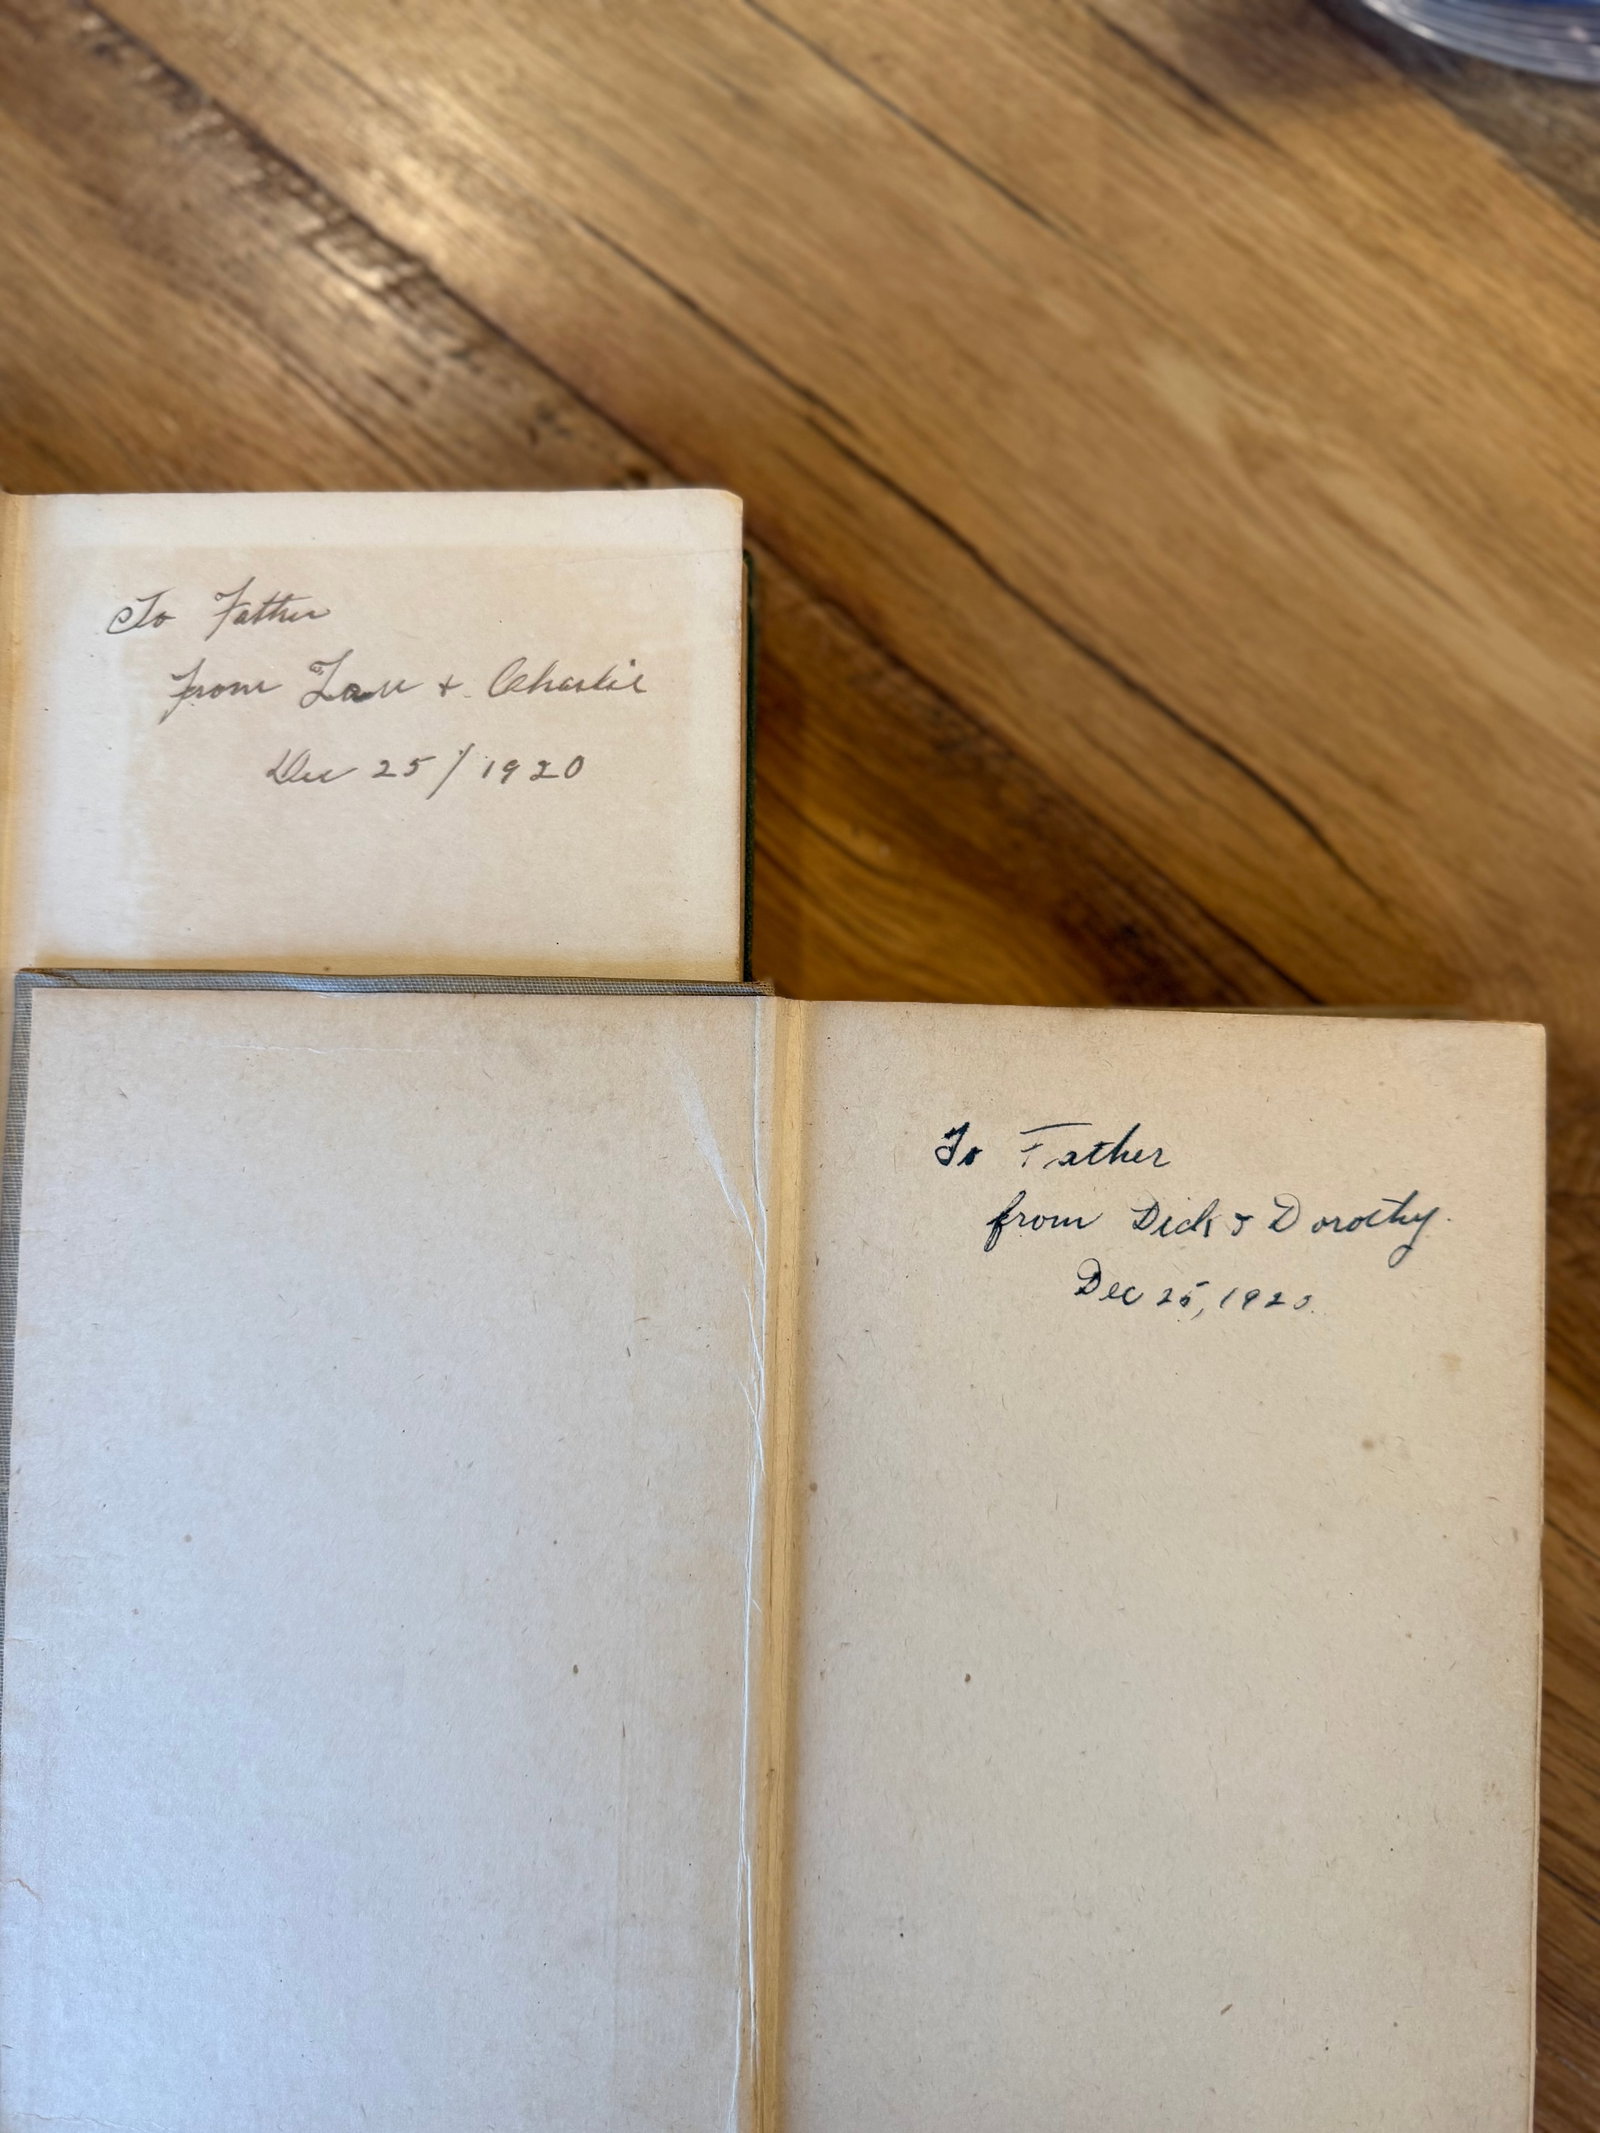 To Father
from & Charlie
Dec 25/1920
To Father
from Dick & Dorothy.
Dec 25, 1920.